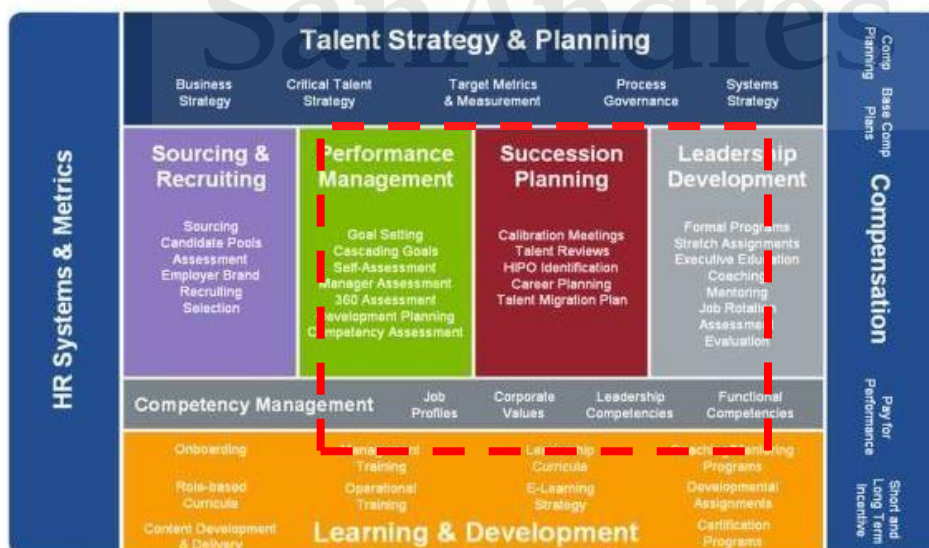 SanAndres
Talent Strategy & Planning
Business
Strategy
Critical Talent
Strategy
Target Metrics
& Measurement
Process
Governance
Systems
Strategy
HR Systems & Metrics
Sourcing &
Recruiting
Sourcing
Candidate Pools
Assessment
Employer Brand
Recruiting
Selection
Performance
Management
Goal Setting
Cascading Goals
Self-Assessment
Manager Assessment
360 Assessment
Development Planning
Competency Assessment
Succession
Planning
Calibration Meetings
Talent Reviews
HIPO Identification
Career Planning
Talent Migration Plan
Leadership
Development
Formal Programs
Stretch Assignments
Executive Education
Coaching
Mentoring
Job Rotation
Assessment
Evaluation
Competency Management
Job
Profiles
Corporate
Values
Leadership
Competencies
Functional
Competencies
Onboarding
Management
Training
Leadership
Curricula
Coaching/Mentoring
Programs
Role-based
Curricula
Operational
Training
E-Learning
Strategy
Developmental
Assignments
Content Development
& Delivery
Learning & Development
Certification
Programs
Comp
Planning
Base Comp
Plans
Compensation
Pay for
Performance
Short and
Long Term
Incentive